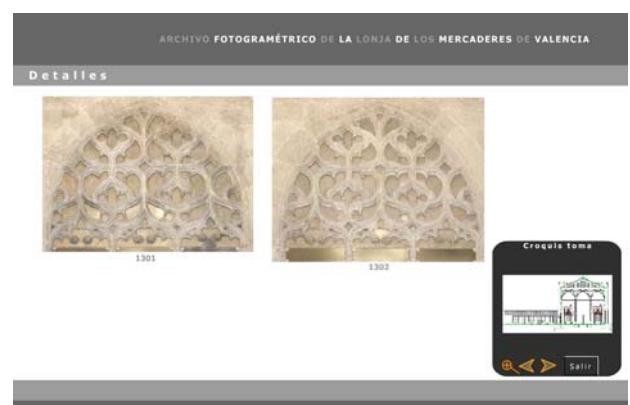 ARCHIVO FOTOGRAMÉTRICO DE LA LONJA DE LOS MERCADERES DE VALENCIA
Detalles
1301
1302
Croquis toma
Salir